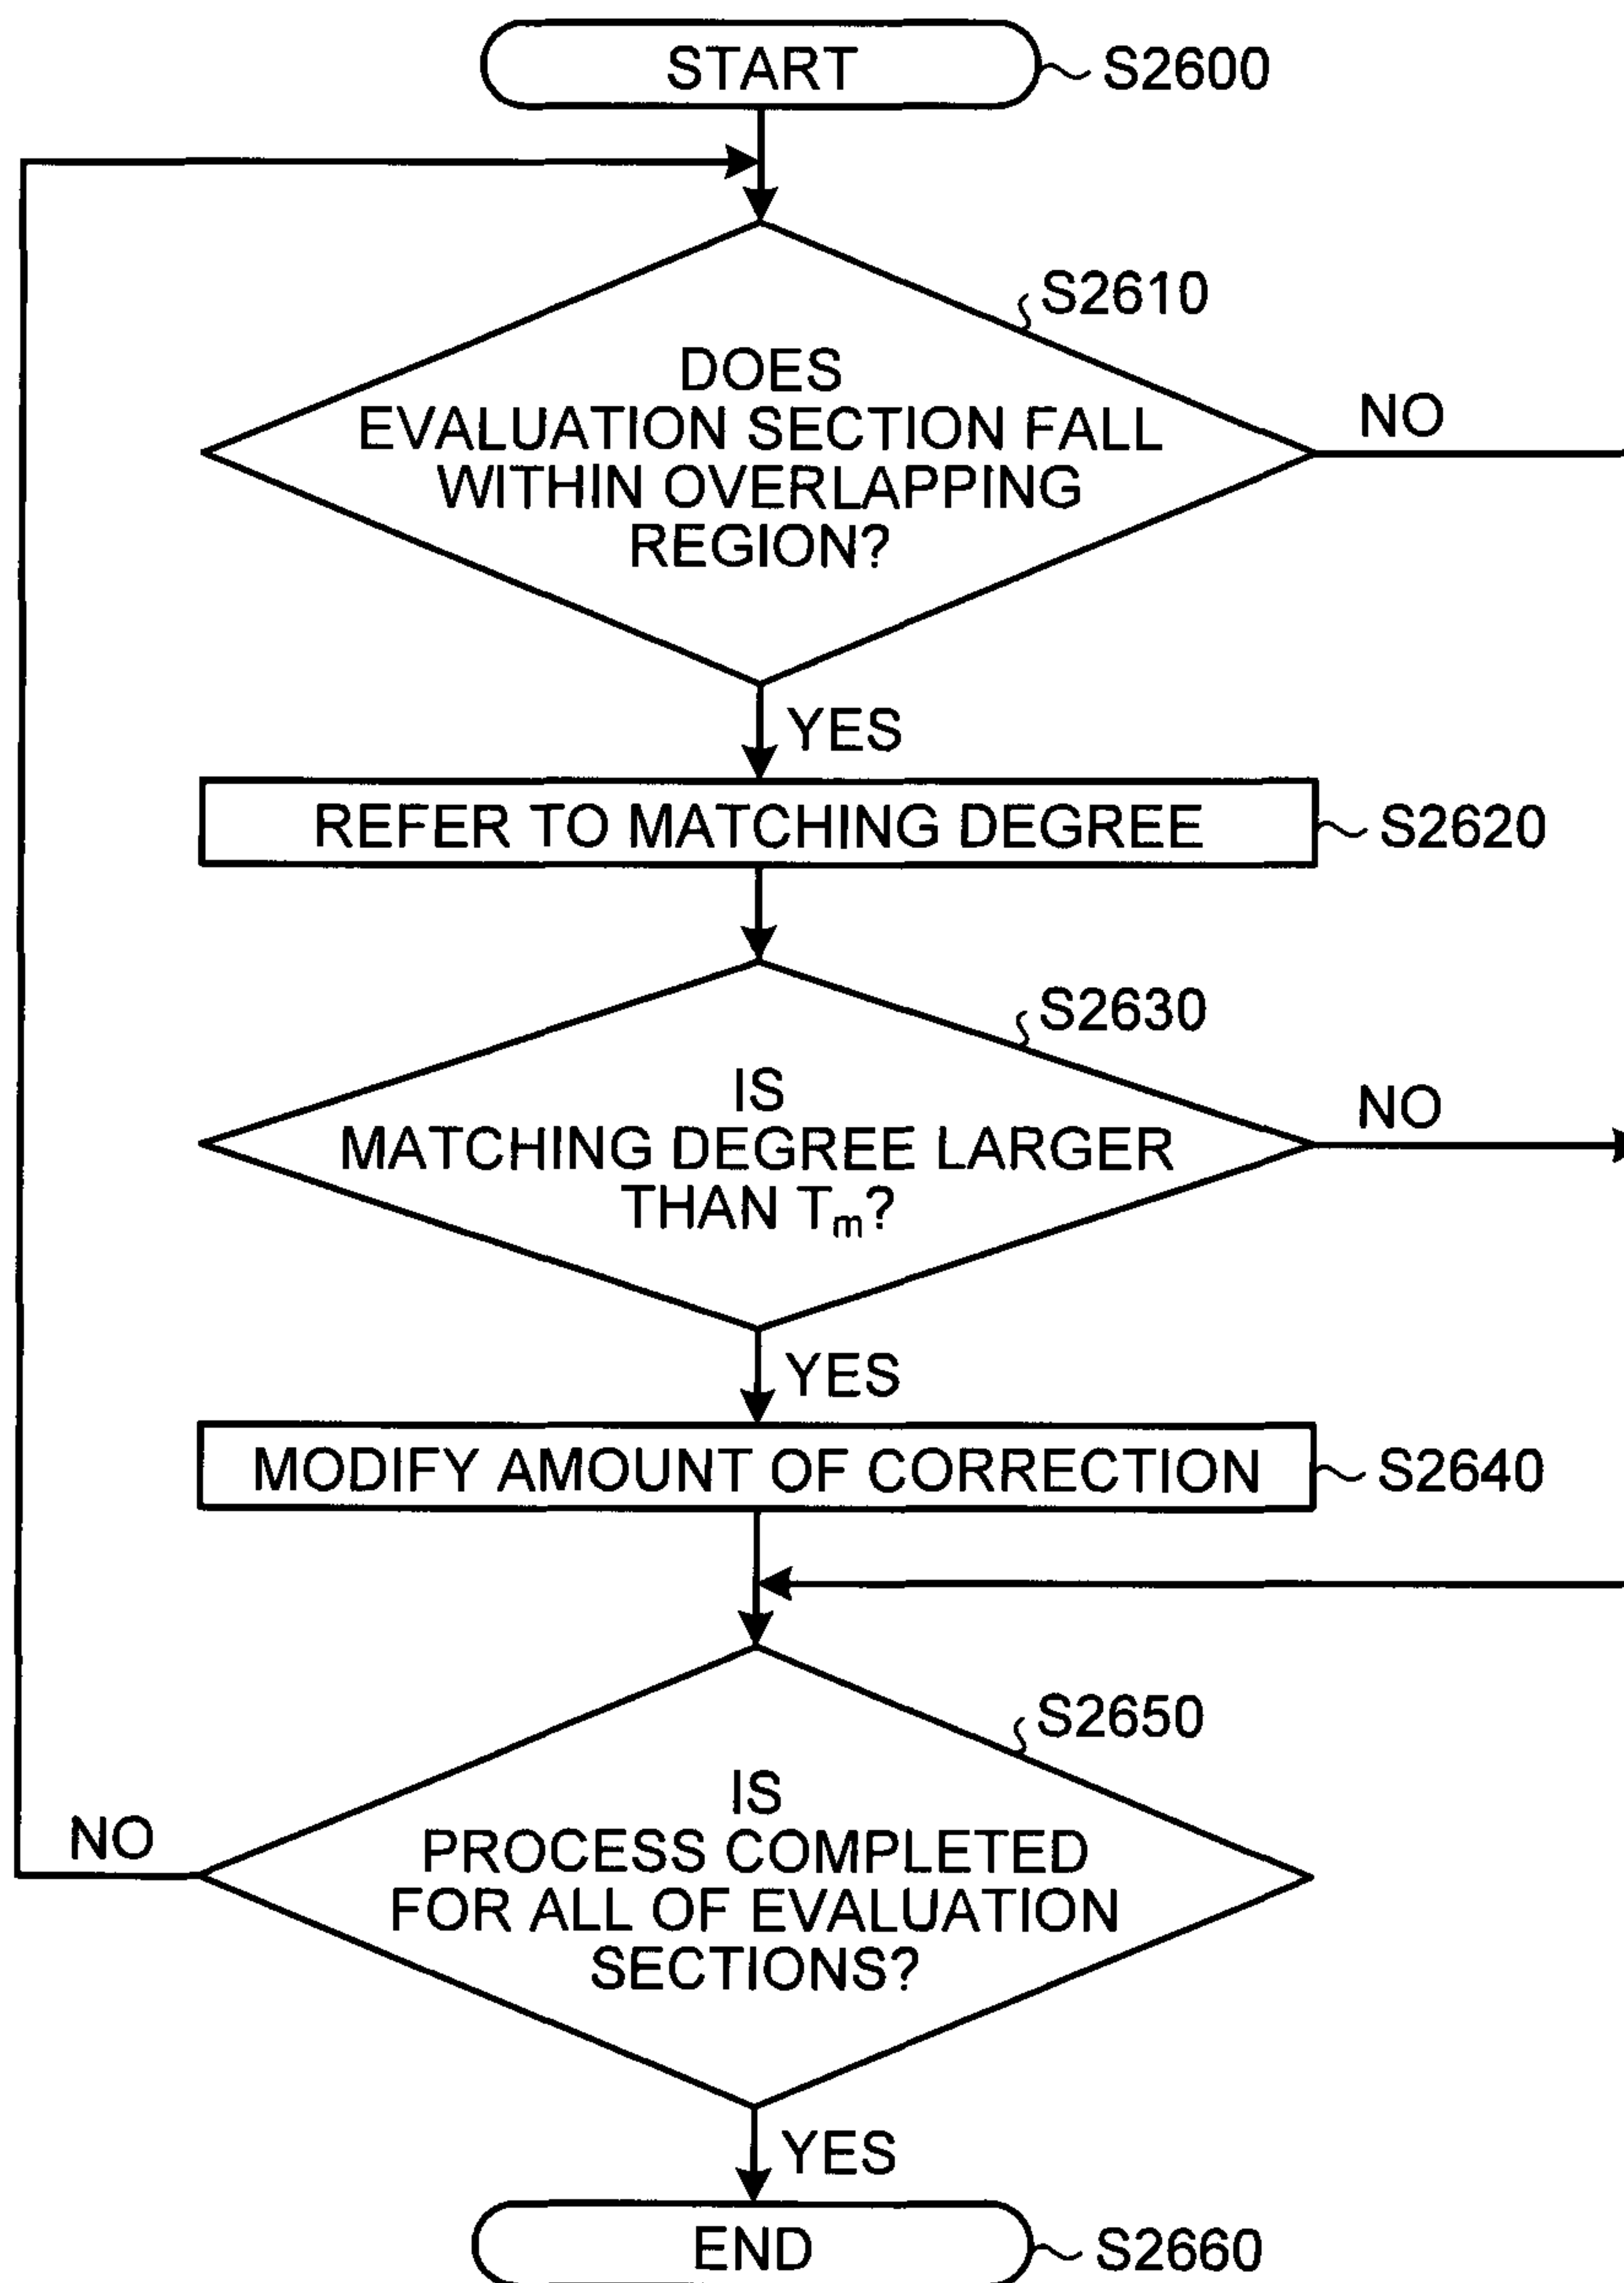 START
S2600
S2610
DOES
EVALUATION SECTION FALL
WITHIN OVERLAPPING
REGION?
NO
YES
REFER TO MATCHING DEGREE
S2620
S2630
IS
MATCHING DEGREE LARGER
THAN Tm?
NO
YES
MODIFY AMOUNT OF CORRECTION
S2640
S2650
IS
PROCESS COMPLETED
FOR ALL OF EVALUATION
SECTIONS?
NO
YES
END
S2660